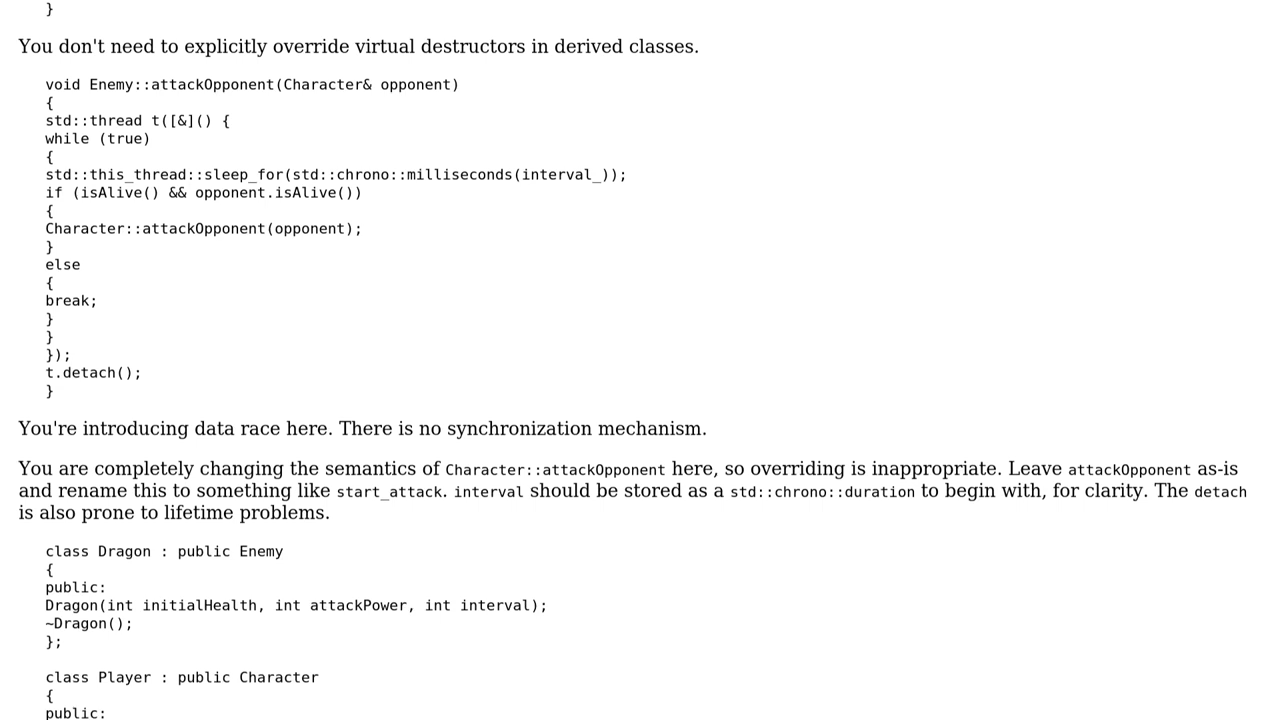 }
You don't need to explicitly override virtual destructors in derived classes.
void Enemy::attackOpponent(Character& opponent)
{
std::thread t([&]() {
while (true)
{
std::this_thread::sleep_for(std::chrono::milliseconds(interval_));
if (isAlive() && opponent.isAlive())
{
Character::attackOpponent(opponent);
}
else
{
break;
}
}
});
t.detach();
}
You're introducing data race here. There is no synchronization mechanism.
You are completely changing the semantics of Character::attackOpponent here, so overriding is inappropriate. Leave attackOpponent as-is
and rename this to something like start_attack. interval should be stored as a std::chrono::duration to begin with, for clarity. The detach
is also prone to lifetime problems.
class Dragon : public Enemy
{
public:
Dragon(int initialHealth, int attackPower, int interval);
~Dragon();
};
class Player : public Character
{
public: